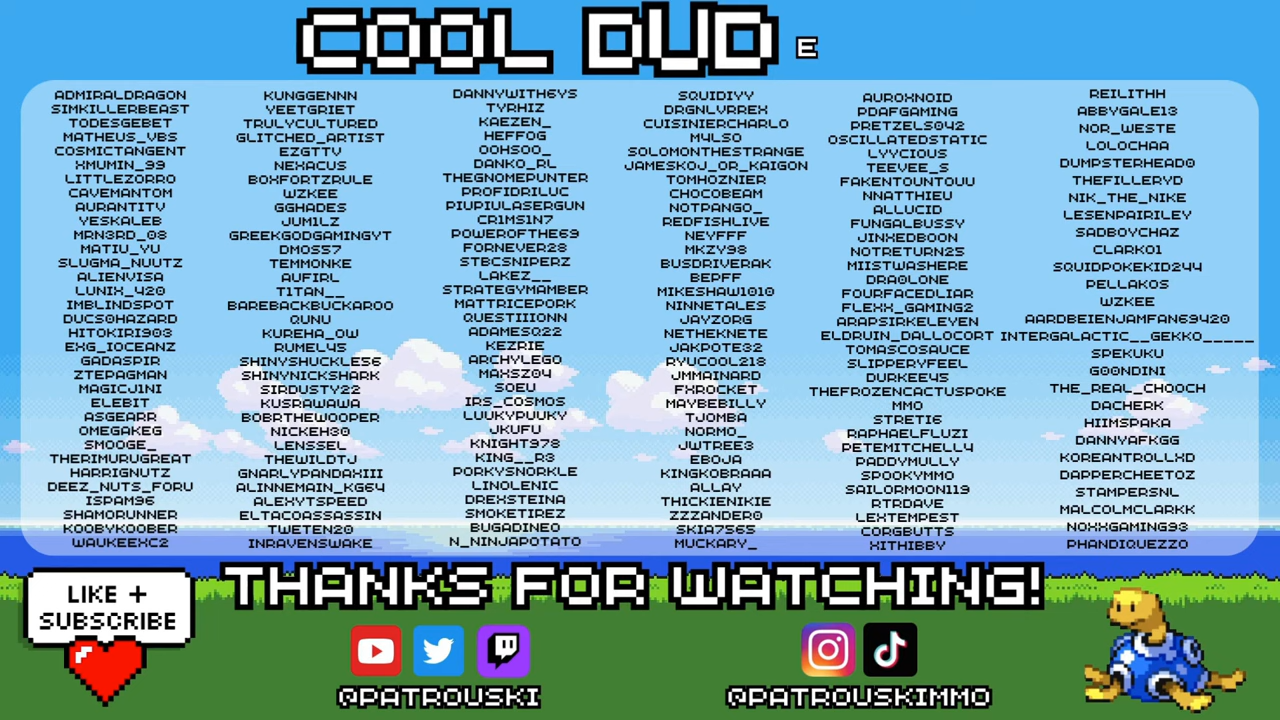 COOL DUDE
ADMIRALDRAGON
SIMKILLERBEAST
TODESGEBET
MATHEUS_VBS
COSMICTANGENT
XMUMIN_99
LITTLEZORRO
CAVEMANTOM
AURANTITV
YESKALEB
MRN3RD_08
MATIU_YU
SLUGMA_NUUTZ
ALIENVISA
LUNIX_420
IMBLINDSPOT
DUCS0HAZARD
HITOKIRI903
EXG_IOCEANZ
GADASPIR
ZTEPAGMAN
MAGICJ1NI
ELEBIT
ASGEARR
OMEGAKEG
SMOOGE_
THERIMURUGREAT
HARRIGNUTZ
DEEZ_NUTS_FORU
ISPAM96
SHAMORUNNER
KOOBYKOOBER
WAUKEEXC2
KUNGGENNN
YEETGRIET
TRULYCULTURED
GLITCHED_ARTIST
EZGTTV
NEXACUS
BOXFORTZRULE
WZKEE
GGHADES
JUM1LZ
GREEKGODGAMINGYT
DMOS57
TEMMONKE
AUFIRL
T1TAN__
BAREBACKBUCKAROO
QUNU
KUREHA_OW
RUMEL45
SHINYSHUCKLE56
SHINYNICKSHARK
SIRDUSTY22
KUSRAWAWA
BOBRTHEWOOPER
NICKEH30
LENSSEL
THEWILDTJ
GNARLYPANDAXIII
ALINNEMAIN_KG64
ALEXYTSPEED
ELTACOASSASSIN
TWETEN20
INRAVENSWAKE
DANNYWITH6YS
TYRHIZ
KAEZEN_
HEFFOG
OOHSOO_
DANKO_RL
THEGNOMEPUNTER
PROFIDRILUC
PIUPIULASERGUN
CR1MS1N7
POWEROFTHE69
FORNEVER28
STBCSNIPERZ
LAKEZ__
STRATEGYMAMBER
MATTRICEPORK
QUESTIIONN
ADAMESQ22
KEZRIE
ARCHYLEGO
MAXSZ04
SOEU
IRS_COSMOS
LUUKYPUUKY
JKUFU
KNIGHT978
KING__R3
PORKYSNORKLE
LINOLENIC
DREXSTEINA
SMOKETIREZ
BUGADINEO
N_NINJAPOTATO
SQUIDIYY
DRGNLVRREX
CUISINIERCHARLO
M4LSO
SOLOMONTHESTRANGE
JAMESKOJ_OR_KAIGON
TOMHOZNIER
CHOCOBEAM
NOTPANGO_
REDFISHLIVE
NEYFFF
MKZY98
BUSDRIVERAK
BEPFF
MIKESHAW1010
NINNETALES
JAYZORG
NETHEKNETE
JAKPOTE32
RYUCOOL218
JMMAINARD
FXROCKET
MAYBEBILLY
TJOMBA
NORMO_
JWTREE3
EBOJA
KINGKOBRAAA
ALLAY
THICKIENIKIE
ZZZANDER0
SKIA7565
MUCKARY_
AUROXNOID
PDAFGAMING
PRETZELS042
OSCILLATEDSTATIC
LYYCIOUS
TEEVEE_S
FAKENTOUNTOUU
NNATTHIEU
ALLUCID
FUNGALBUSSY
JINXEDBOON
NOTRETURN2S
MIISTWASHERE
DRA0LONE
FOURFACEDLIAR
FLEXX_GAMING2
ARAPSIRKELEVEN
ELDRUIN_DALLOCORT
TOMASCOSAUCE
SLIPPERYFEEL
DURKEE45
THEFROZENCACTUSPOKE
MMO
STRET16
RAPHAELFLUZI
PETEMITCHELL4
PADDYMULLY
SPOOKYMMO
SAILORMOON119
RTRDAVE
LEXTEMPEST
CORGBUTTS
XITHIBBY
REILITHH
ABBYGALE13
NOR_WESTE
LOLOCHAA
DUMPSTERHEAD0
THEFILLERYD
NIK_THE_NIKE
LESENPAIRILEY
SADBOYCHAZ
CLARK01
SQUIDPOKEKID244
PELLAKOS
WZKEE
AARDBEIENJAMFAN69420
INTERGALACTIC__GEKKO_____
SPEKUKU
G00NDINI
THE_REAL_CHOOCH
DACHERK
HIIMSPAKA
DANNYAFKGG
KOREANTROLLXD
DAPPERCHEETOZ
STAMPERSNL
MALCOLMCLARKK
NOXXGAMING93
PHANDIQUEZZO
THANKS FOR WATCHING!
LIKE +
SUBSCRIBE
@PATROUSKI
@PATROUSKIMMO